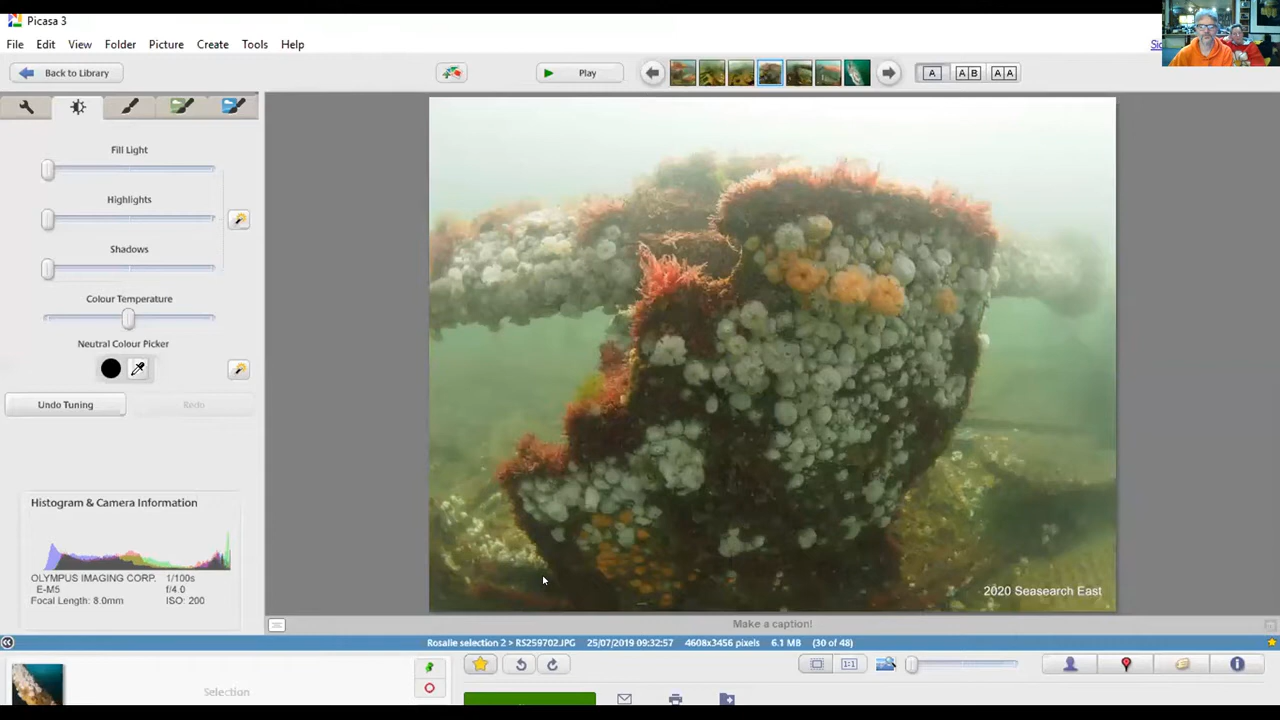 Picasa 3
File Edit View Folder Picture Create Tools Help
Back to Library
Play
A
A B
A A
Fill Light
Highlights
Shadows
Colour Temperature
Neutral Colour Picker
Undo Tuning
Redo
Histogram & Camera Information
OLYMPUS IMAGING CORP. 1/100s
E-M5 f/4.0
Focal Length: 8.0mm ISO: 200
2020 Seasearch East
Make a caption!
Rosalie selection 2 > RS259702.JPG 25/07/2019 09:32:57 4608x3456 pixels 6.1 MB (30 of 48)
1:1
Selection